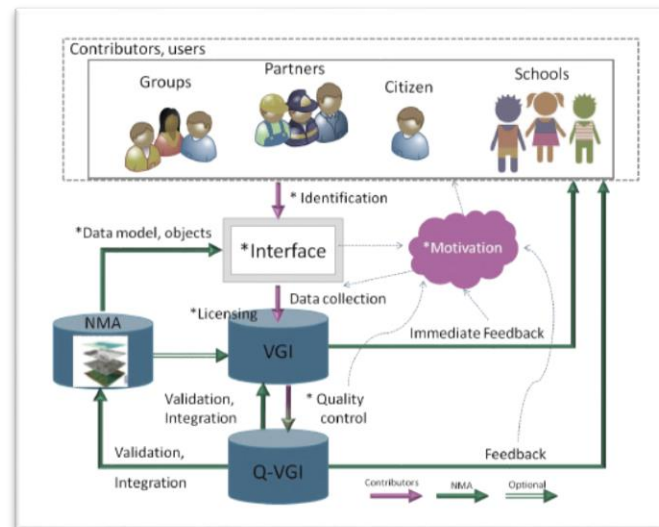 Contributors, users
Groups
Partners
Citizen
Schools
* Identification
*Data model, objects
*Interface
*Motivation
Data collection
*Licensing
NMA
VGI
Immediate Feedback
Validation,
Integration
* Quality
control
Validation,
Integration
Q-VGI
Feedback
Contributors
NMA
Optional